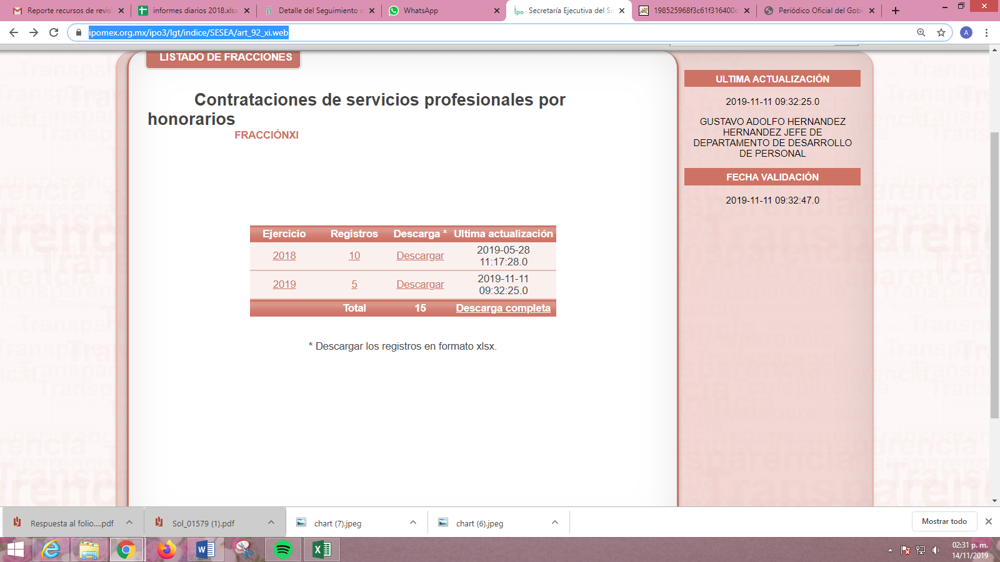 Reporte recursos de revisi
informes diarios 2018.xlsx
Detalle del Seguimiento d
WhatsApp
ipo Secretaría Ejecutiva del Si
198525968f3c61f316400c
Periódico Oficial del Gobi
ipomex.org.mx/ipo3/lgt/indice/SESEA/art_92_xi.web
A
LISTADO DE FRACCIONES
Contrataciones de servicios profesionales por
honorarios
FRACCIÓNXI
Ejercicio Registros Descarga * Ultima actualización
2018 10 Descargar 2019-05-28
11:17:28.0
2019 5 Descargar 2019-11-11
09:32:25.0
Total 15 Descarga completa
* Descargar los registros en formato xlsx.
ULTIMA ACTUALIZACIÓN
2019-11-11 09:32:25.0
GUSTAVO ADOLFO HERNANDEZ
HERNANDEZ JEFE DE
DEPARTAMENTO DE DESARROLLO
DE PERSONAL
FECHA VALIDACIÓN
2019-11-11 09:32:47.0
Respuesta al folio....pdf
Sol_01579 (1).pdf
chart (7).jpeg
chart (6).jpeg
Mostrar todo
02:31 p. m.
14/11/2019